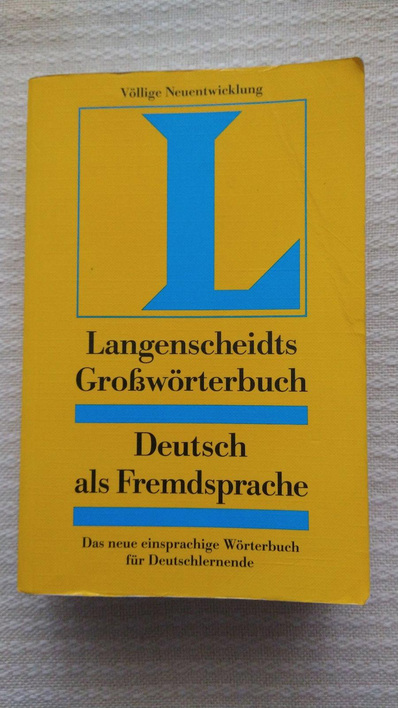 Völlige Neuentwicklung
L
Langenscheidts
Großwörterbuch
Deutsch
als Fremdsprache
Das neue einsprachige Wörterbuch
für Deutschlernende